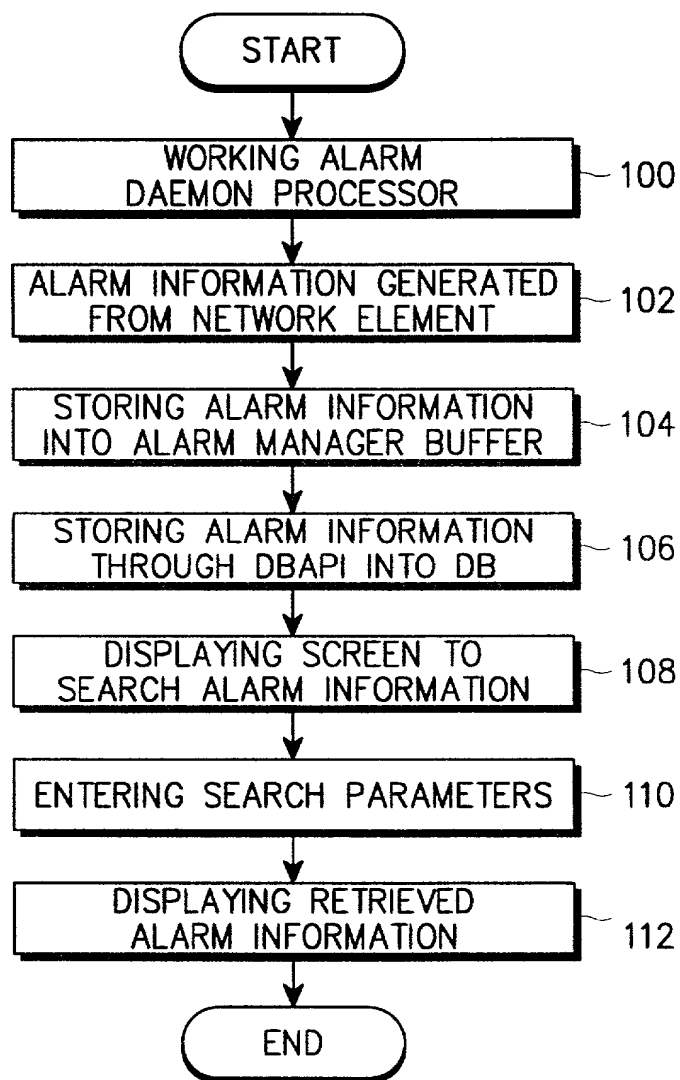 START
WORKING ALARM
DAEMON PROCESSOR
100
ALARM INFORMATION GENERATED
FROM NETWORK ELEMENT
102
STORING ALARM INFORMATION
INTO ALARM MANAGER BUFFER
104
STORING ALARM INFORMATION
THROUGH DBAPI INTO DB
106
DISPLAYING SCREEN TO
SEARCH ALARM INFORMATION
108
ENTERING SEARCH PARAMETERS
110
DISPLAYING RETRIEVED
ALARM INFORMATION
112
END